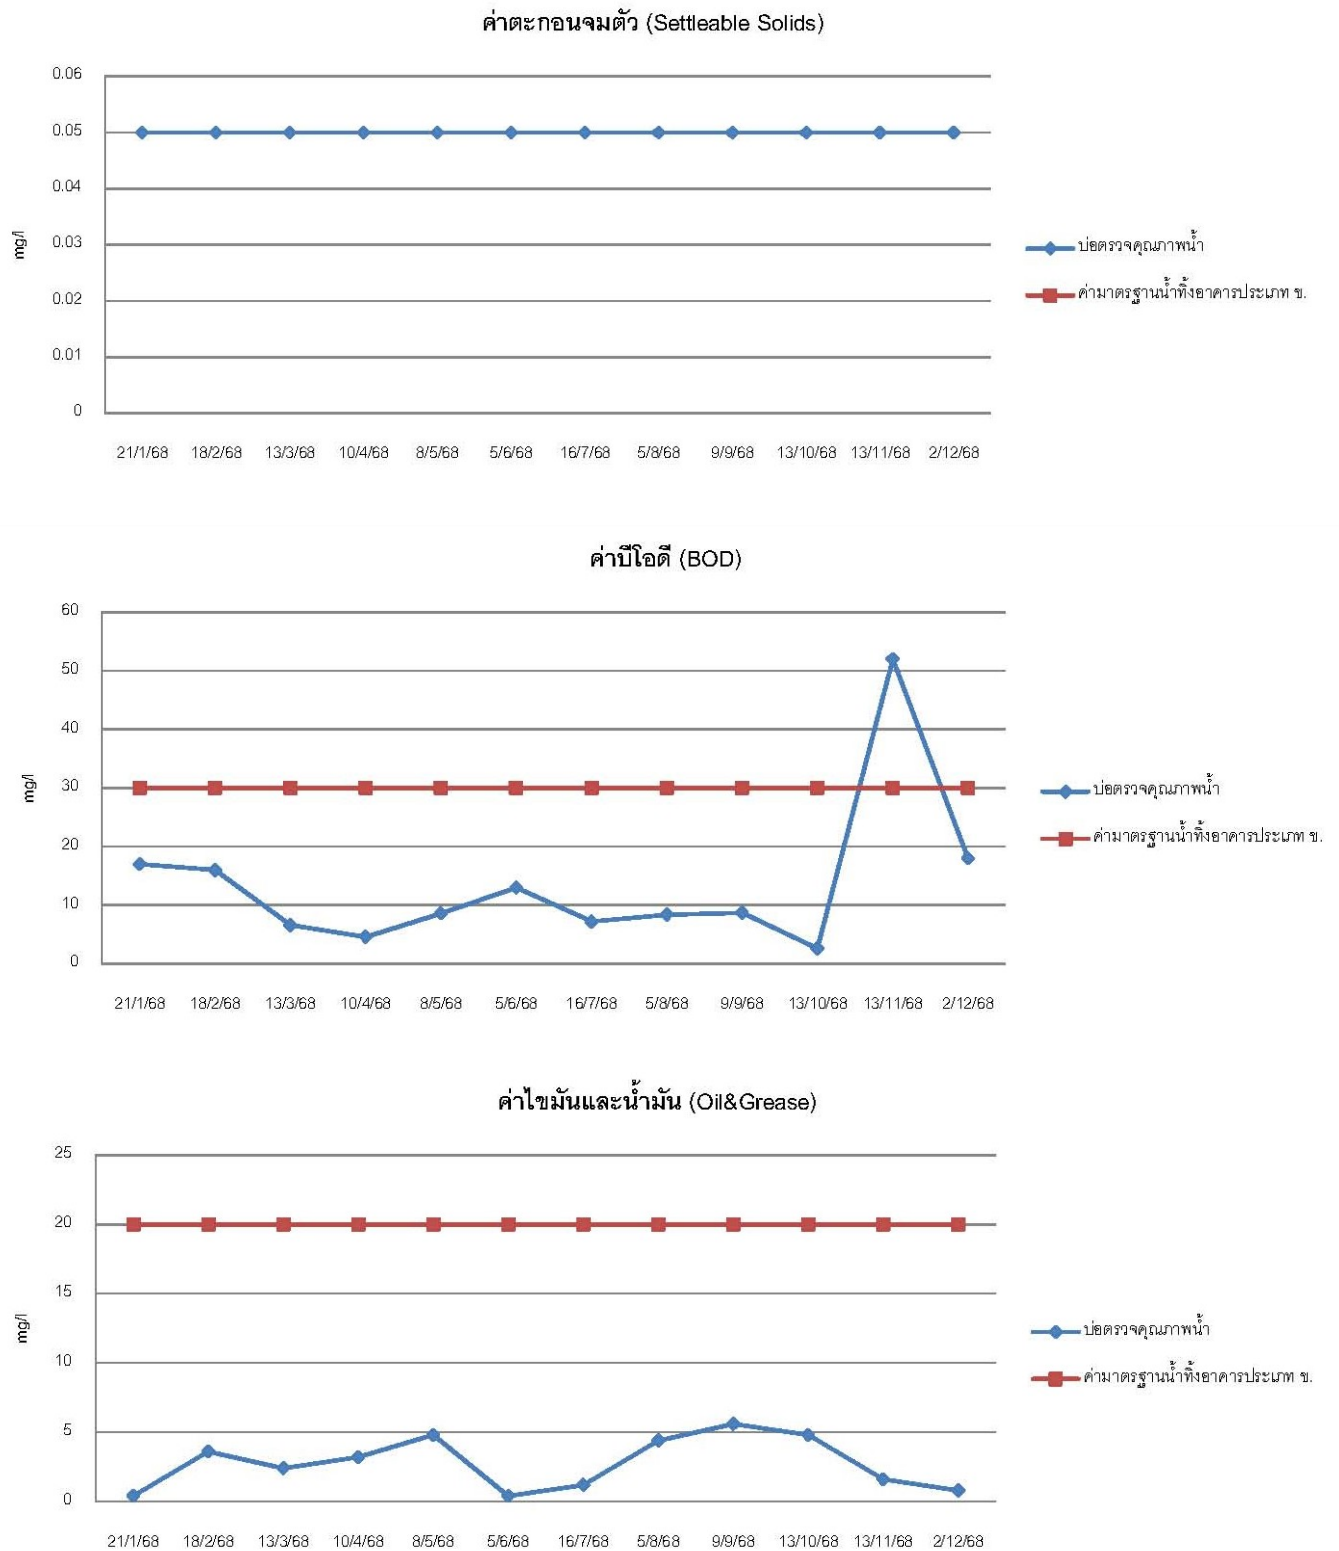 ค่าตะกอนจมตัว (Settleable Solids)
0.06
0.05
0.04
0.03
0.02
0.01
0
mg/l
21/1/68 18/2/68 13/3/68 10/4/68 8/5/68 5/6/68 16/7/68 5/8/68 9/9/68 13/10/68 13/11/68 2/12/68
บ่อตรวจคุณภาพน้ำ
ค่ามาตรฐานน้ำทิ้งอาคารประเภท ข.
ค่าบีโอดี (BOD)
60
50
40
30
20
10
0
mg/l
21/1/68 18/2/68 13/3/68 10/4/68 8/5/68 5/6/68 16/7/68 5/8/68 9/9/68 13/10/68 13/11/68 2/12/68
บ่อตรวจคุณภาพน้ำ
ค่ามาตรฐานน้ำทิ้งอาคารประเภท ข.
ค่าไขมันและน้ำมัน (Oil&Grease)
25
20
15
10
5
0
mg/l
21/1/68 18/2/68 13/3/68 10/4/68 8/5/68 5/6/68 16/7/68 5/8/68 9/9/68 13/10/68 13/11/68 2/12/68
บ่อตรวจคุณภาพน้ำ
ค่ามาตรฐานน้ำทิ้งอาคารประเภท ข.